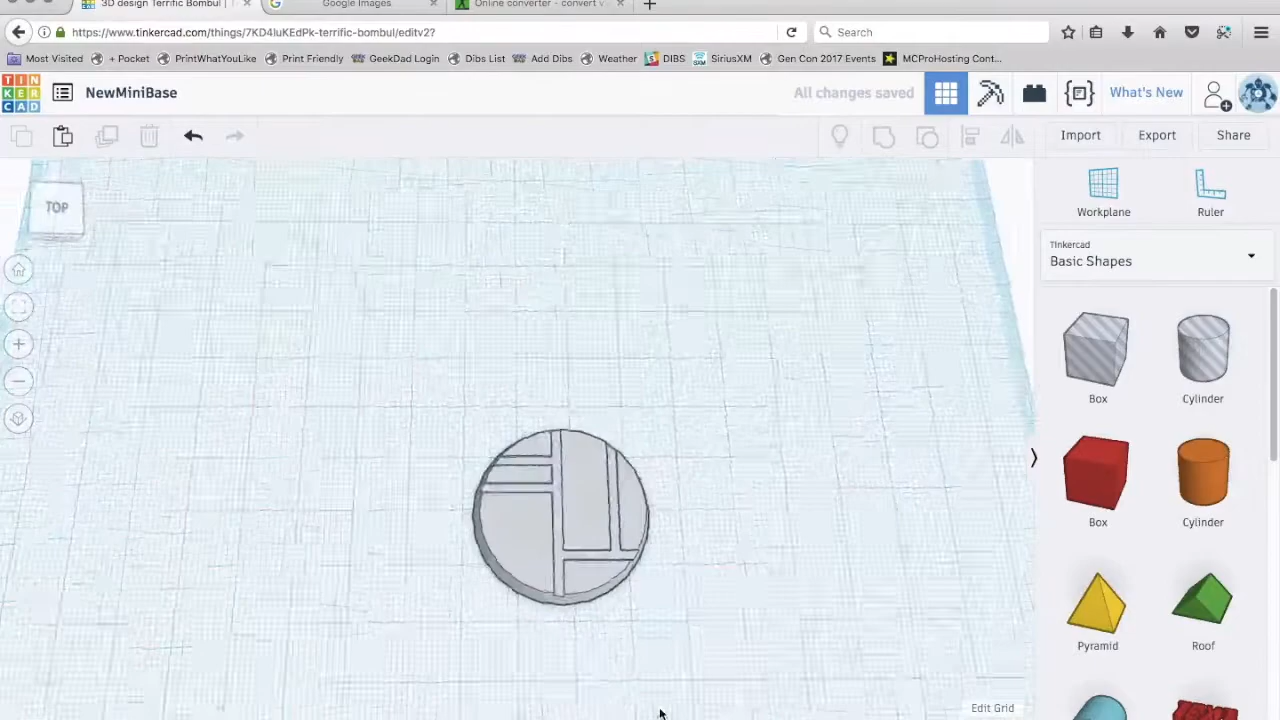 3D design Terrific Bombul |
Google Images
Online converter - convert v
https://www.tinkercad.com/things/7KD4luKEdPk-terrific-bombul/editv2?
Search
Most Visited
+ Pocket
PrintWhatYouLike
Print Friendly
GeekDad Login
Dibs List
Add Dibs
Weather
DIBS
SiriusXM
Gen Con 2017 Events
MCProHosting Cont...
TIN
KER
CAD
NewMiniBase
All changes saved
What's New
Import
Export
Share
TOP
Workplane
Ruler
Tinkercad
Basic Shapes
Box
Cylinder
Box
Cylinder
Pyramid
Roof
Edit Grid